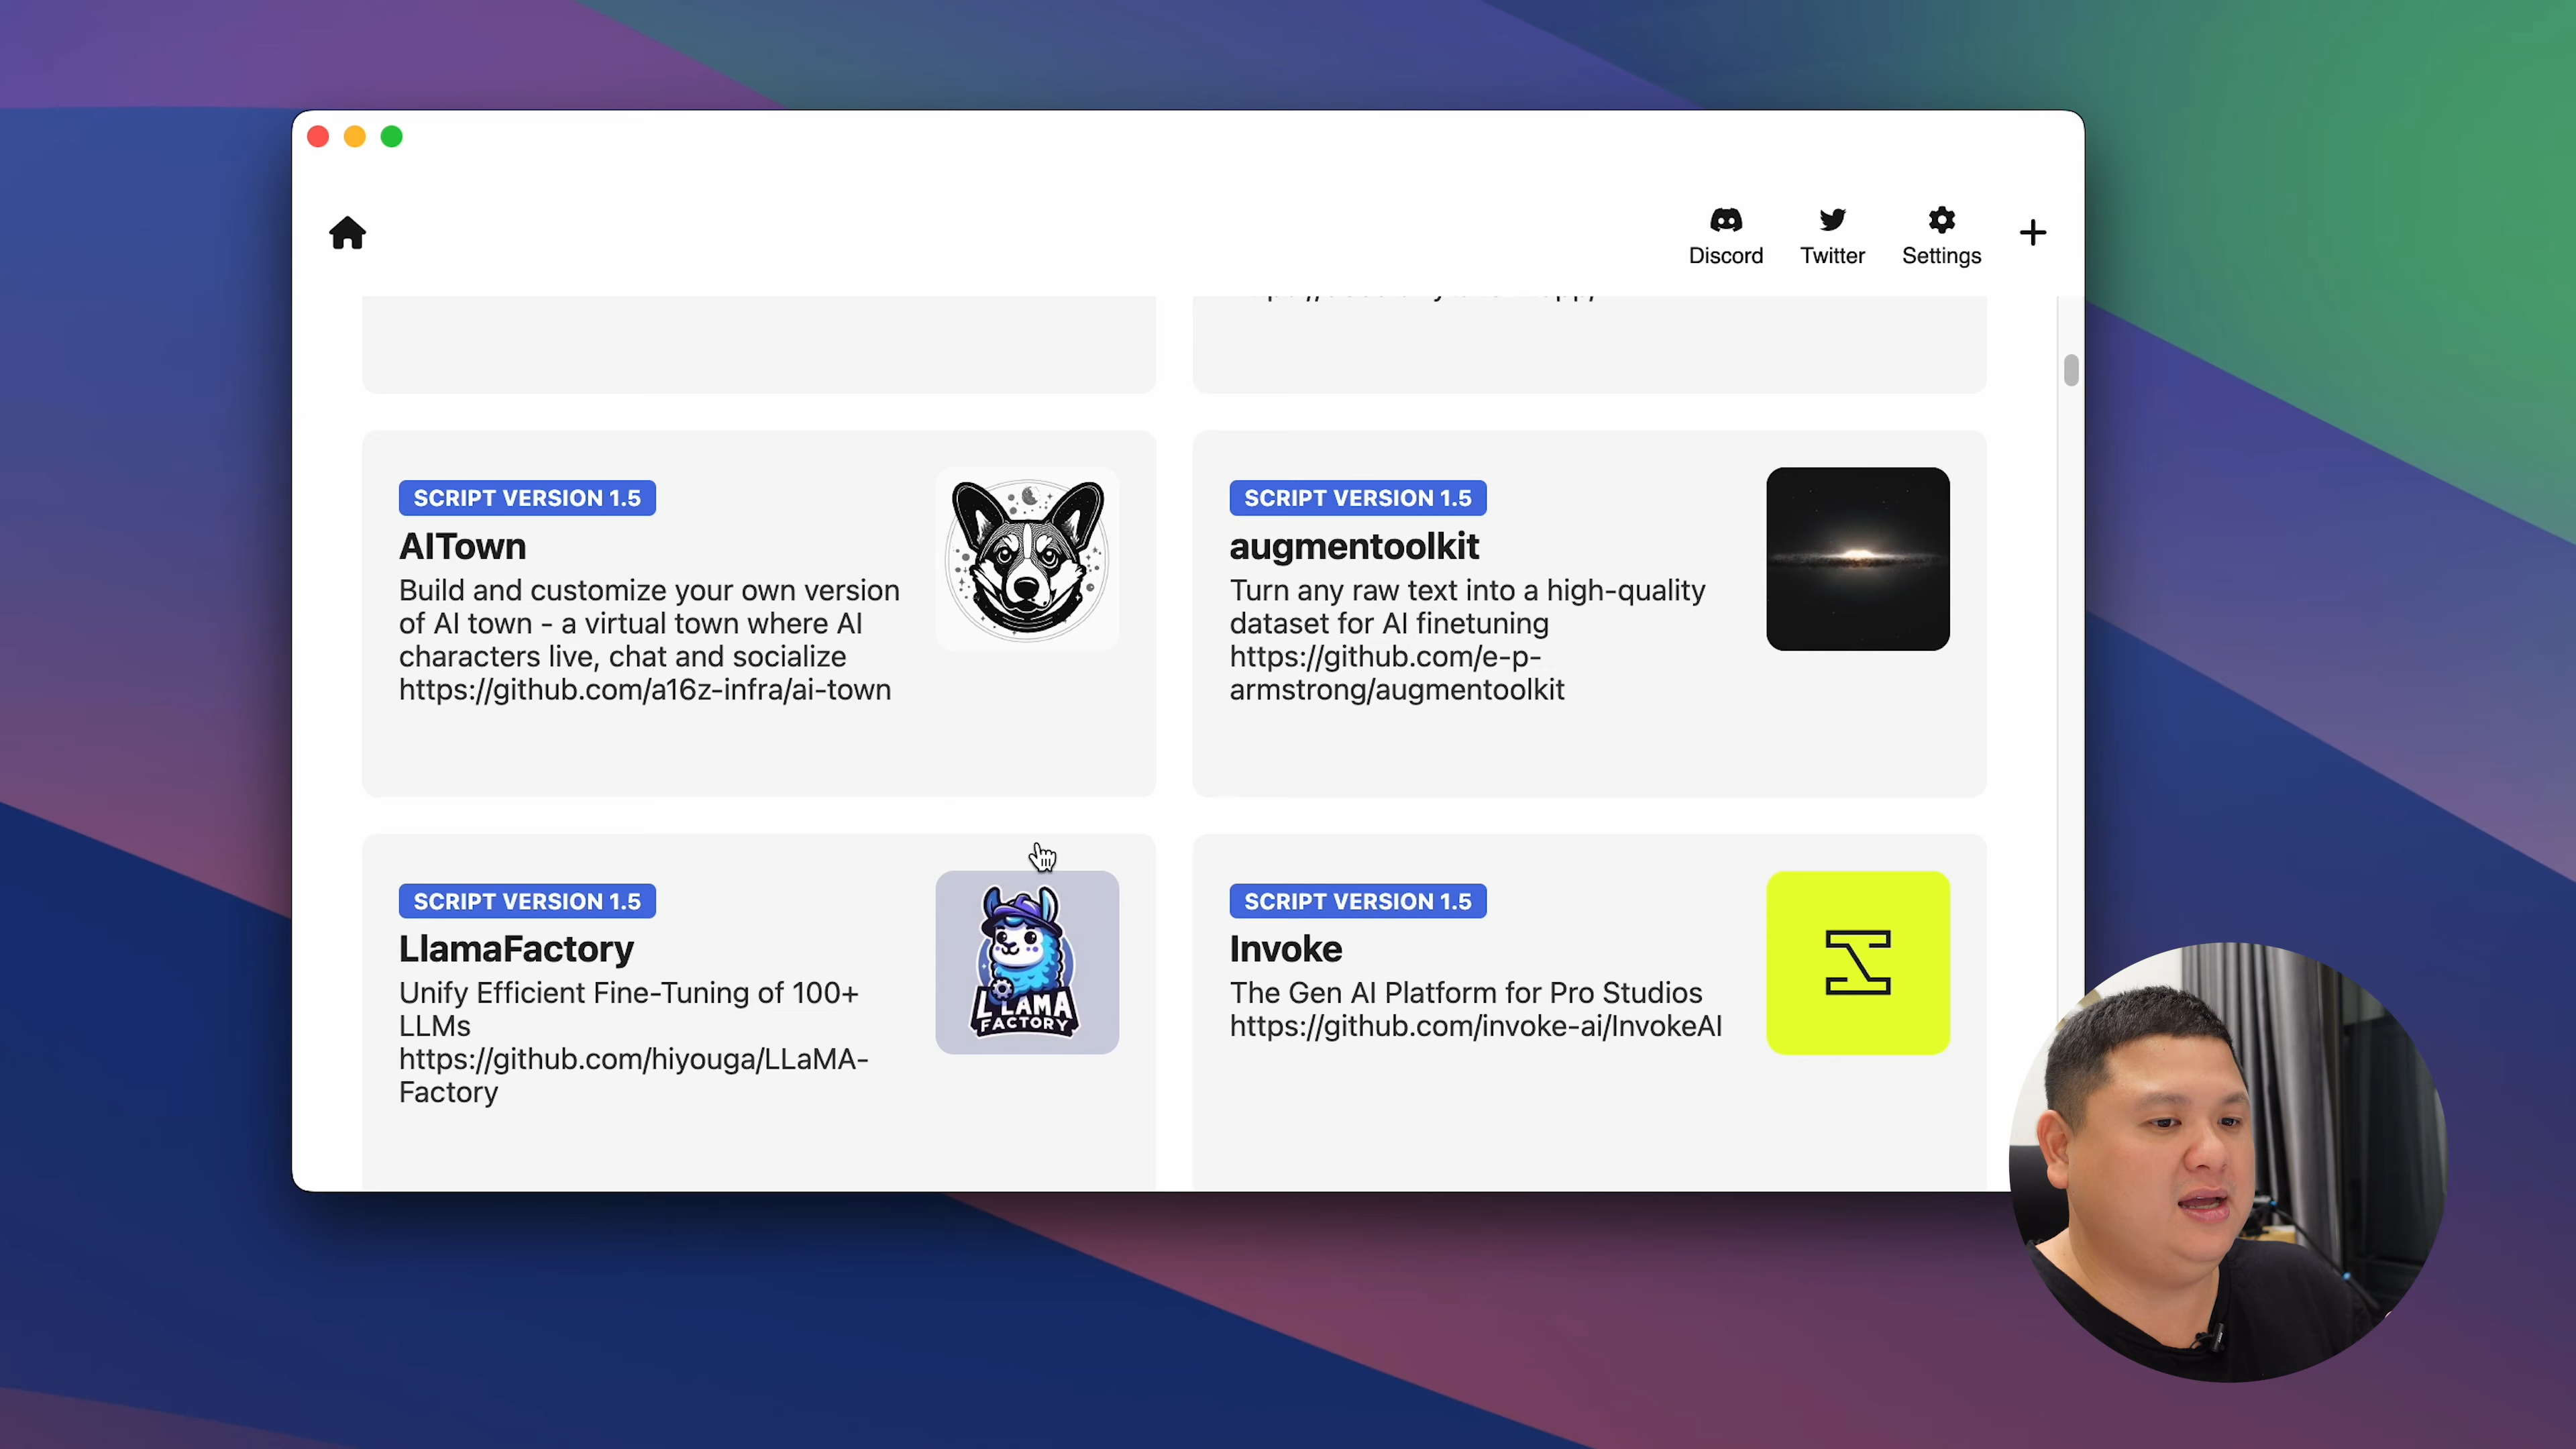 Discord
Twitter
Settings
SCRIPT VERSION 1.5
AITown
Build and customize your own version
of AI town - a virtual town where AI
characters live, chat and socialize
https://github.com/a16z-infra/ai-town
SCRIPT VERSION 1.5
augmentoolkit
Turn any raw text into a high-quality
dataset for AI finetuning
https://github.com/e-p-
armstrong/augmentoolkit
SCRIPT VERSION 1.5
LlamaFactory
Unify Efficient Fine-Tuning of 100+
LLMs
https://github.com/hiyouga/LLaMA-
Factory
LLAMA
FACTORY
SCRIPT VERSION 1.5
Invoke
The Gen AI Platform for Pro Studios
https://github.com/invoke-ai/InvokeAI